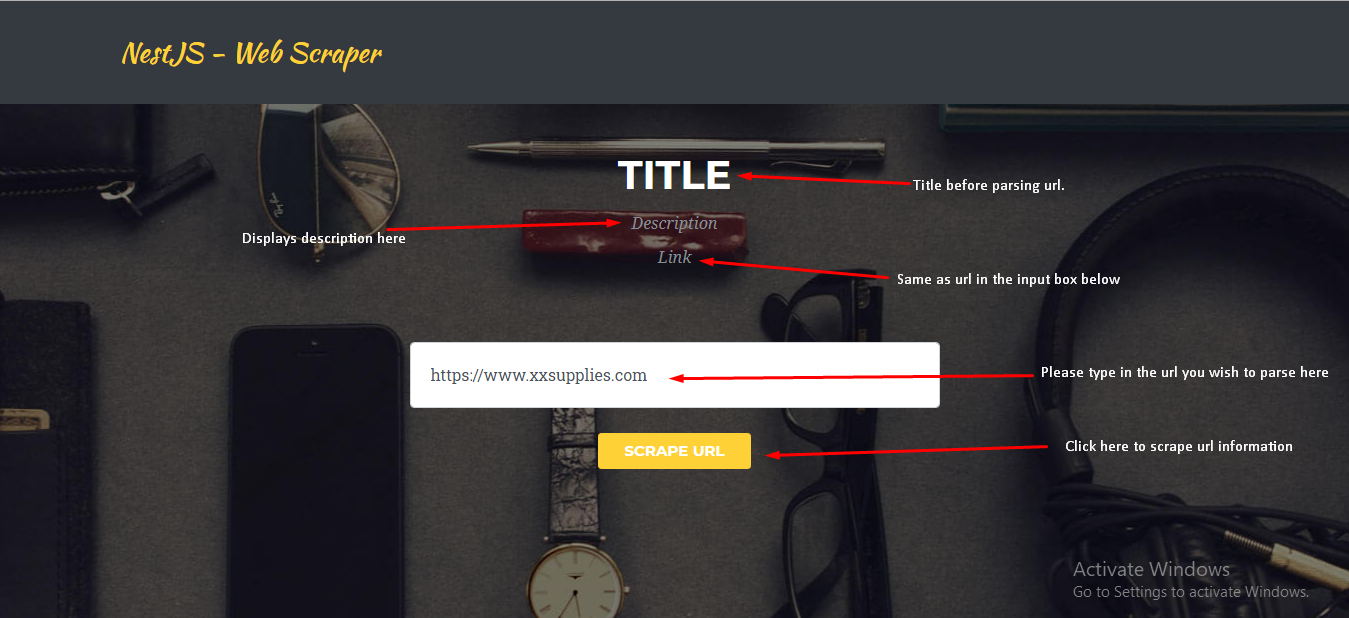 NestJS - Web Scraper
TITLE
Title before parsing url.
Description
Displays description here
Link
Same as url in the input box below
https://www.xxsupplies.com
Please type in the url you wish to parse here
SCRAPE URL
Click here to scrape url information
Activate Windows
Go to Settings to activate Windows.